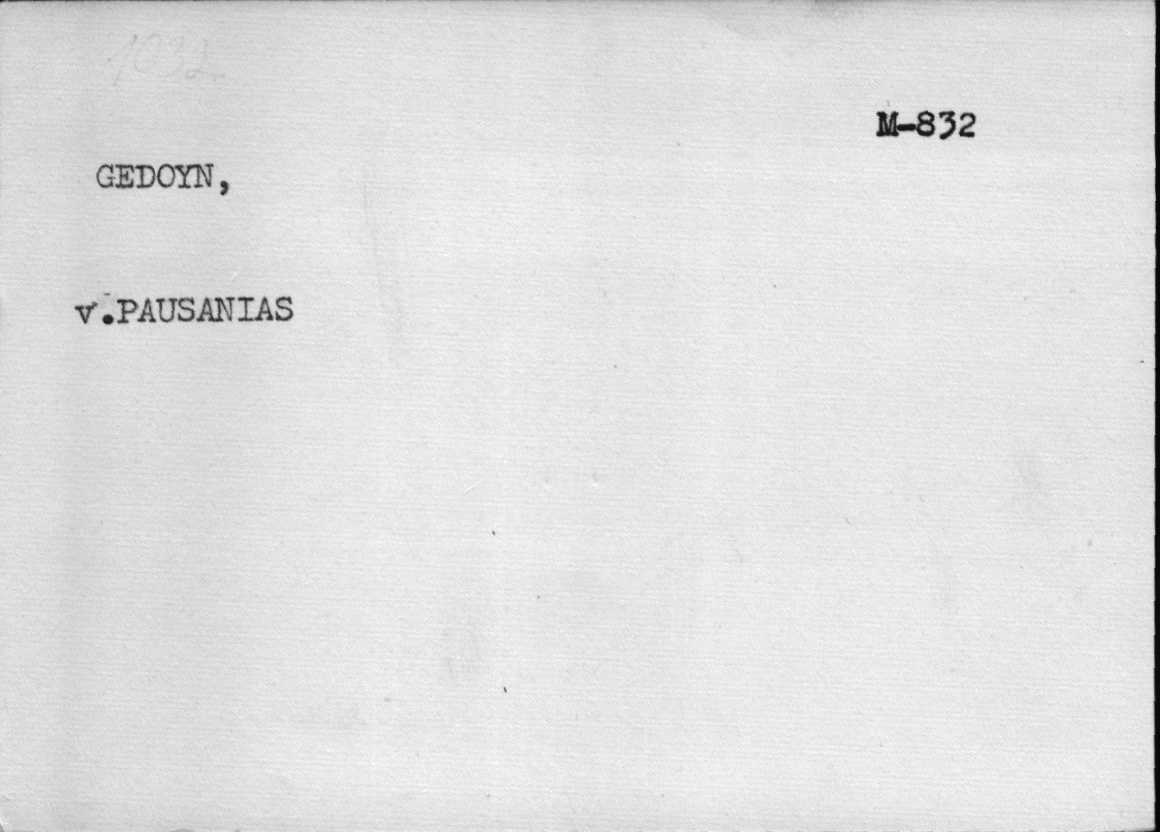 M-832
GEDOYN,
v.PAUSANIAS